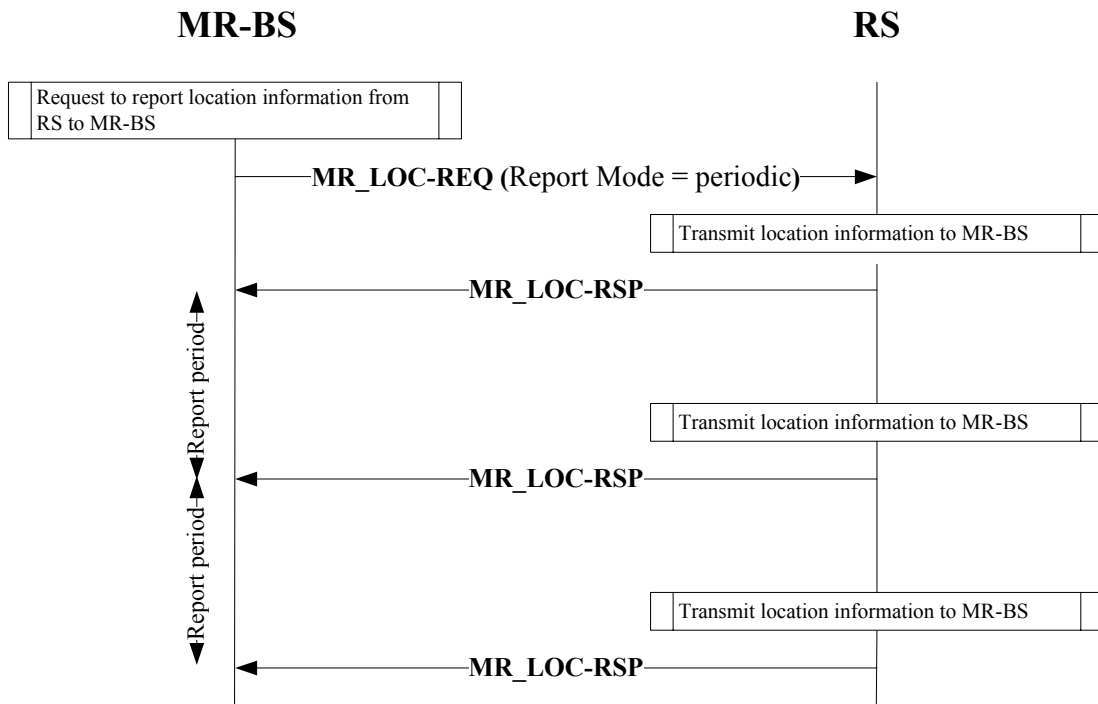 MR-BS
RS
Request to report location information from
RS to MR-BS
MR_LOC-REQ (Report Mode = periodic)
Transmit location information to MR-BS
MR_LOC-RSP
Report period
Transmit location information to MR-BS
MR_LOC-RSP
Report period
Transmit location information to MR-BS
MR_LOC-RSP